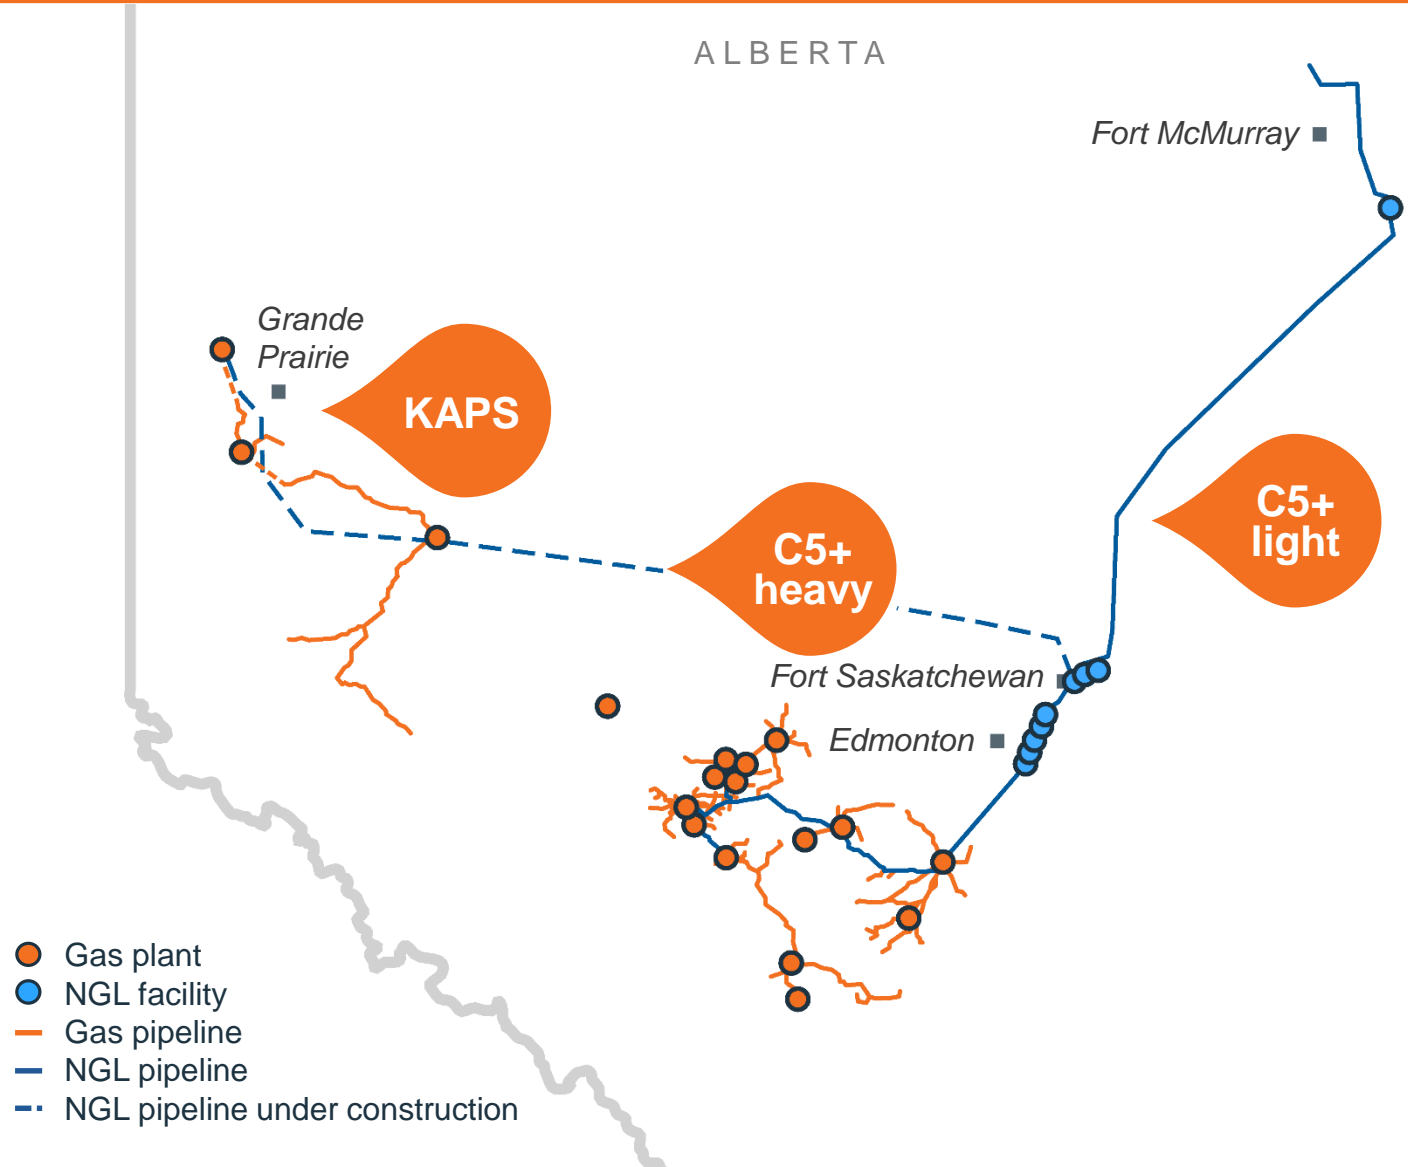 ALBERTA
Fort McMurray
Grande
Prairie
KAPS
C5+
light
C5+
heavy
Fort Saskatchewan
Edmonton
Gas plant
NGL facility
Gas pipeline
NGL pipeline
NGL pipeline under construction